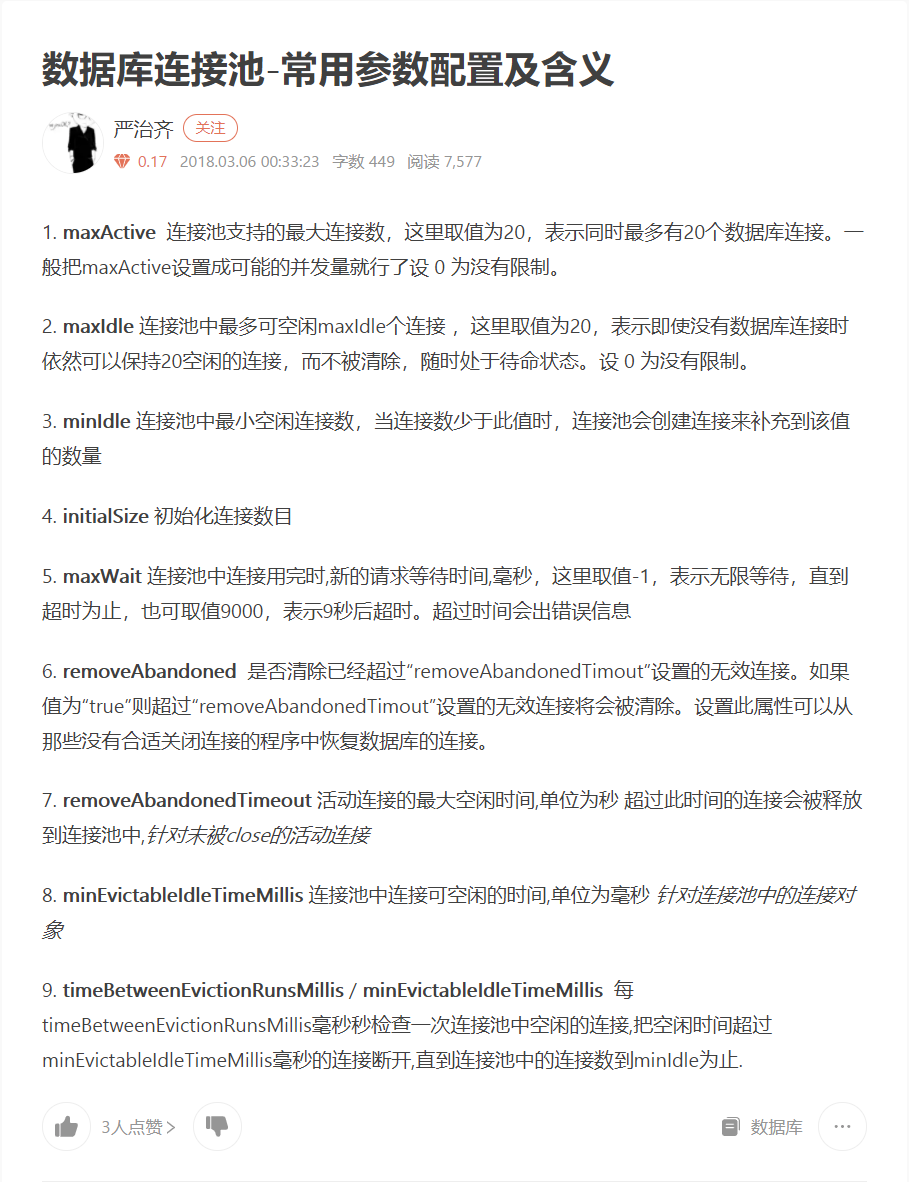 数据库连接池-常用参数配置及含义
严治齐 关注
0.17 2018.03.06 00:33:23 字数 449 阅读 7,577
1. maxActive 连接池支持的最大连接数，这里取值为20，表示同时最多有20个数据库连接。一
般把maxActive设置成可能的并发量就行了设 0 为没有限制。
2. maxIdle 连接池中最多可空闲maxIdle个连接 ，这里取值为20，表示即使没有数据库连接时
依然可以保持20空闲的连接，而不被清除，随时处于待命状态。设 0 为没有限制。
3. minIdle 连接池中最小空闲连接数，当连接数少于此值时，连接池会创建连接来补充到该值
的数量
4. initialSize 初始化连接数目
5. maxWait 连接池中连接用完时,新的请求等待时间,毫秒，这里取值-1，表示无限等待，直到
超时为止，也可取值9000，表示9秒后超时。超过时间会出错误信息
6. removeAbandoned 是否清除已经超过“removeAbandonedTimout”设置的无效连接。如果
值为“true”则超过“removeAbandonedTimout”设置的无效连接将会被清除。设置此属性可以从
那些没有合适关闭连接的程序中恢复数据库的连接。
7. removeAbandonedTimeout 活动连接的最大空闲时间,单位为秒 超过此时间的连接会被释放
到连接池中,针对未被close的活动连接
8. minEvictableIdleTimeMillis 连接池中连接可空闲的时间,单位为毫秒 针对连接池中的连接对
象
9. timeBetweenEvictionRunsMillis / minEvictableIdleTimeMillis 每
timeBetweenEvictionRunsMillis毫秒秒检查一次连接池中空闲的连接,把空闲时间超过
minEvictableIdleTimeMillis毫秒的连接断开,直到连接池中的连接数到minIdle为止.
3人点赞 > 数据库 ···